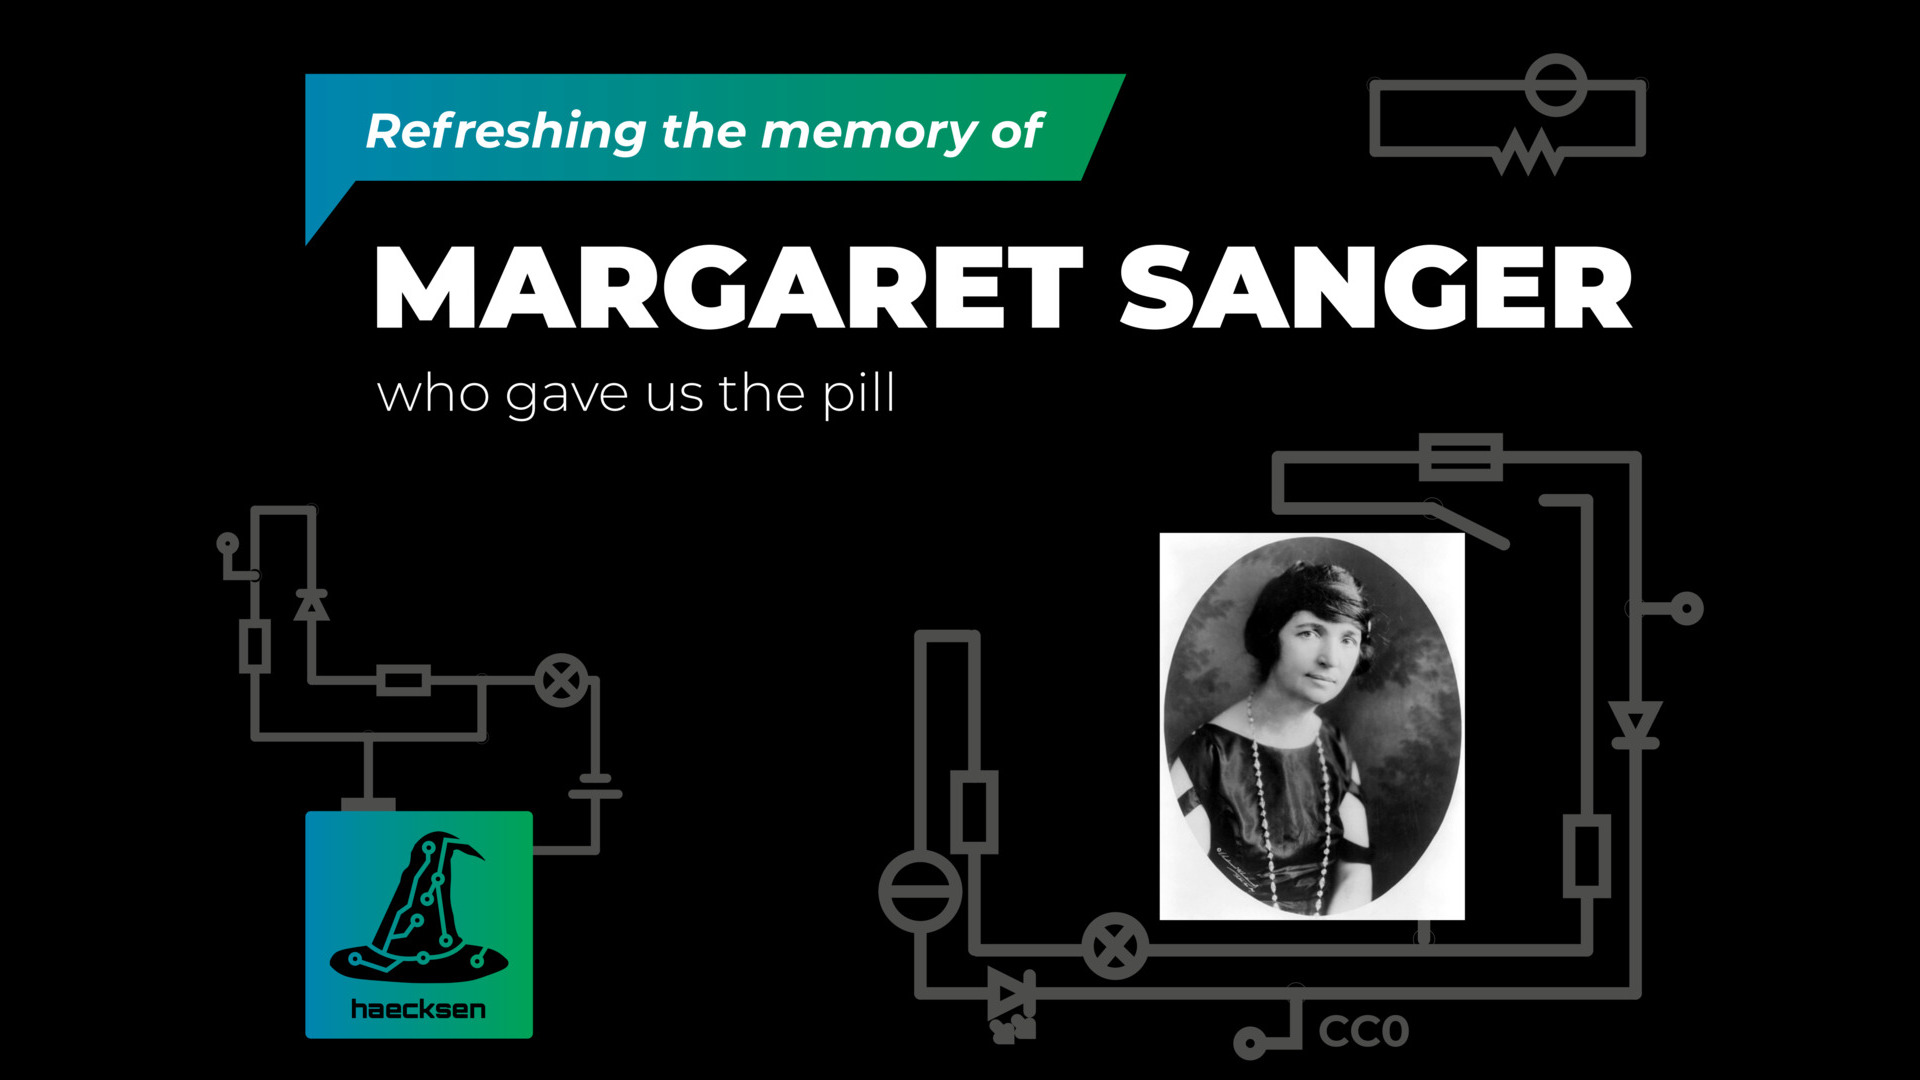 Refreshing the memory of
MARGARET SANGER
who gave us the pill
haecksen
CC0